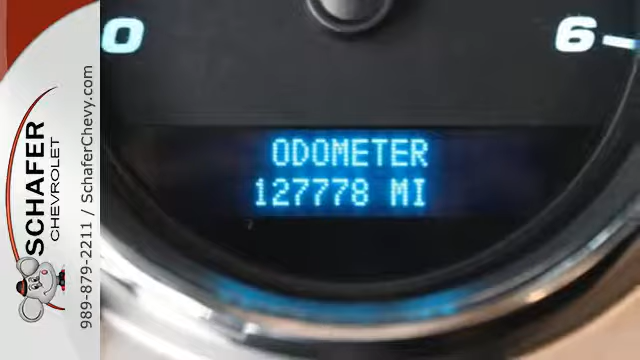 0
6
ODOMETER
127778 MI
SCHAFER
CHEVROLET
989-879-2211 / SchaferChevy.com